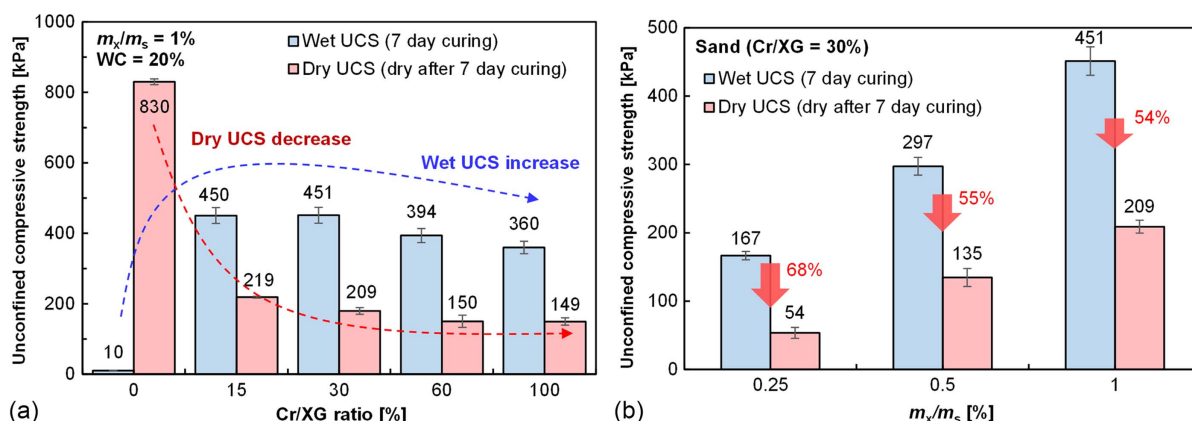 Unconfined compressive strength [kPa]
1000
800
600
400
200
0
mx/ms = 1%
WC = 20%
Wet UCS (7 day curing)
Dry UCS (dry after 7 day curing)
Dry UCS decrease
Wet UCS increase
10
830
450
219
451
209
394
150
360
149
0
15
30
60
100
Cr/XG ratio [%]
(a)
Unconfined compressive strength [kPa]
500
400
300
200
100
0
Sand (Cr/XG = 30%)
Wet UCS (7 day curing)
Dry UCS (dry after 7 day curing)
167
68%
54
297
55%
135
451
54%
209
0.25
0.5
1
mx/ms [%]
(b)